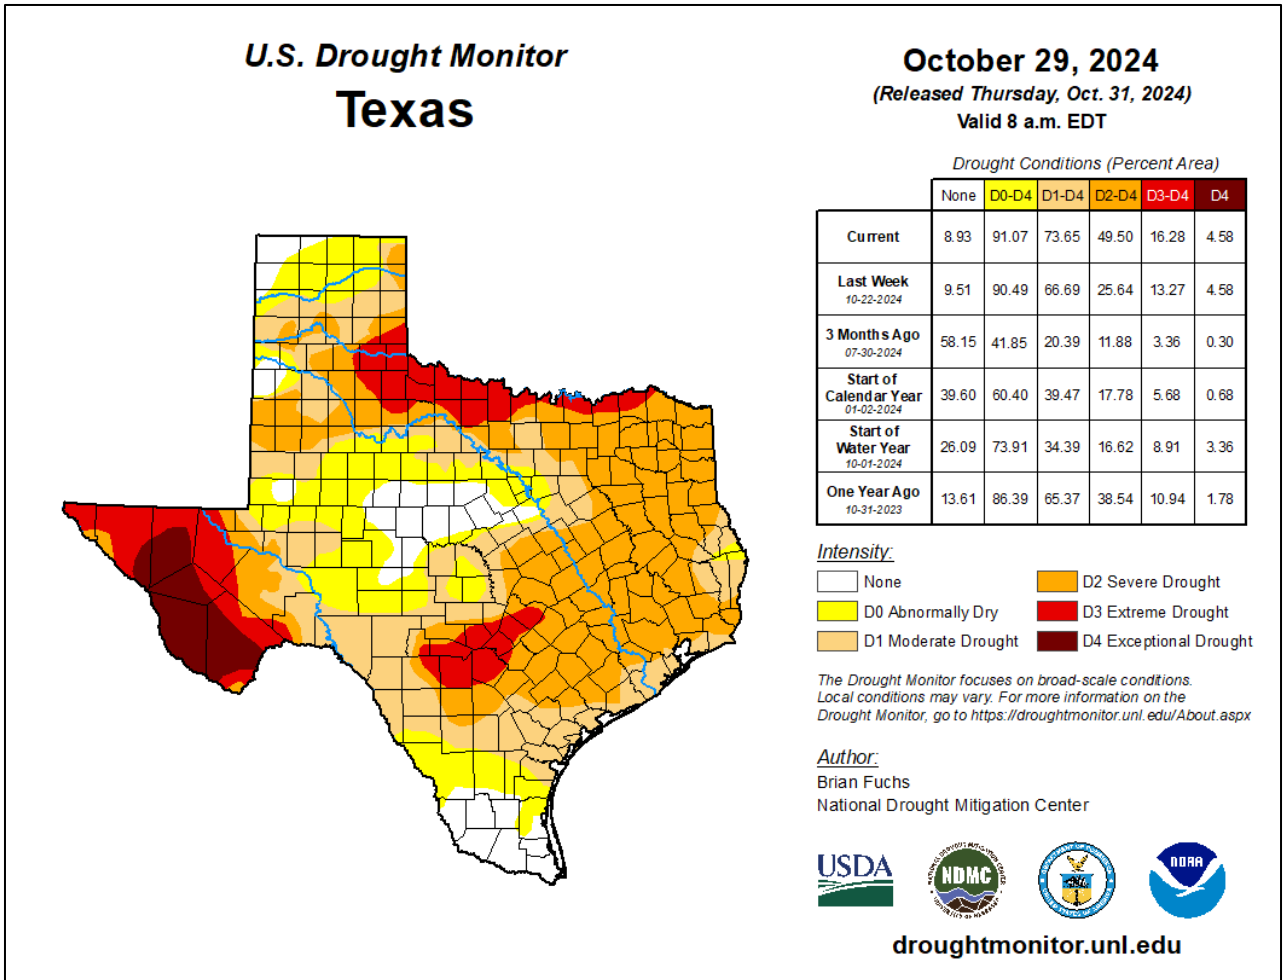 U.S. Drought Monitor
Texas
October 29, 2024
(Released Thursday, Oct. 31, 2024)
Valid 8 a.m. EDT
Drought Conditions (Percent Area)
None D0-D4 D1-D4 D2-D4 D3-D4 D4
Current 8.93 91.07 73.65 49.50 16.28 4.58
Last Week
10-22-2024 9.51 90.49 66.69 25.64 13.27 4.58
3 Months Ago
07-30-2024 58.15 41.85 20.39 11.88 3.36 0.30
Start of
Calendar Year
01-02-2024 39.60 60.40 39.47 17.78 5.68 0.68
Start of
Water Year
10-01-2024 26.09 73.91 34.39 16.62 8.91 3.36
One Year Ago
10-31-2023 13.61 86.39 65.37 38.54 10.94 1.78
Intensity:
None
D0 Abnormally Dry
D1 Moderate Drought
D2 Severe Drought
D3 Extreme Drought
D4 Exceptional Drought
The Drought Monitor focuses on broad-scale conditions.
Local conditions may vary. For more information on the
Drought Monitor, go to https://droughtmonitor.unl.edu/About.aspx
Author:
Brian Fuchs
National Drought Mitigation Center
USDA
NDMC
NOAA
droughtmonitor.unl.edu